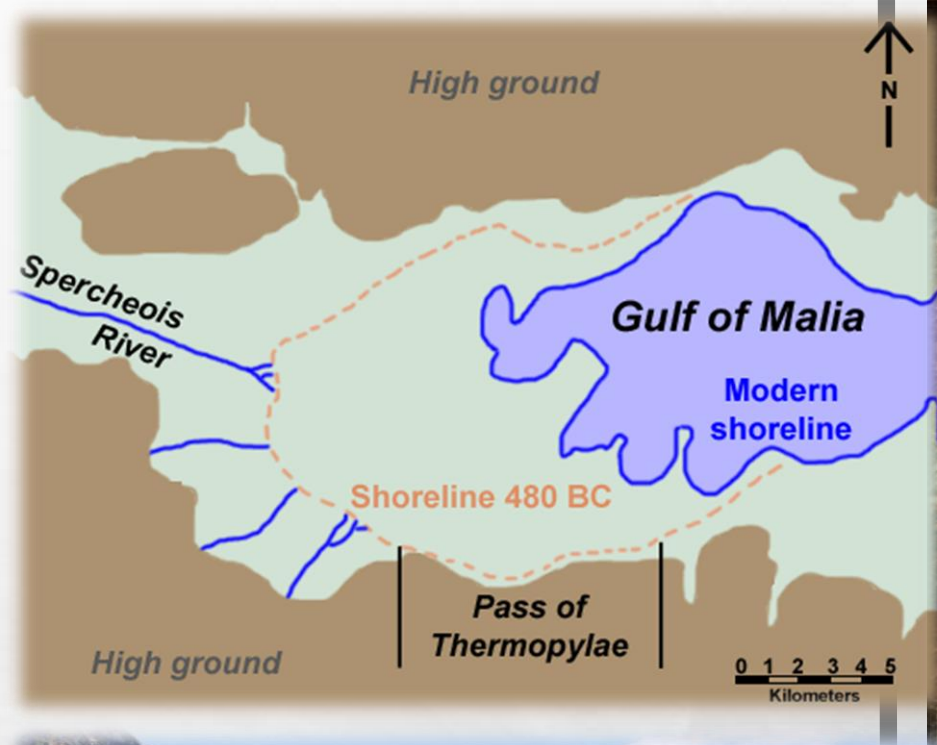 High ground
N
Spercheois
River
Gulf of Malia
Modern
shoreline
Shoreline 480 BC
Pass of
Thermopylae
High ground
0 1 2 3 4 5
Kilometers